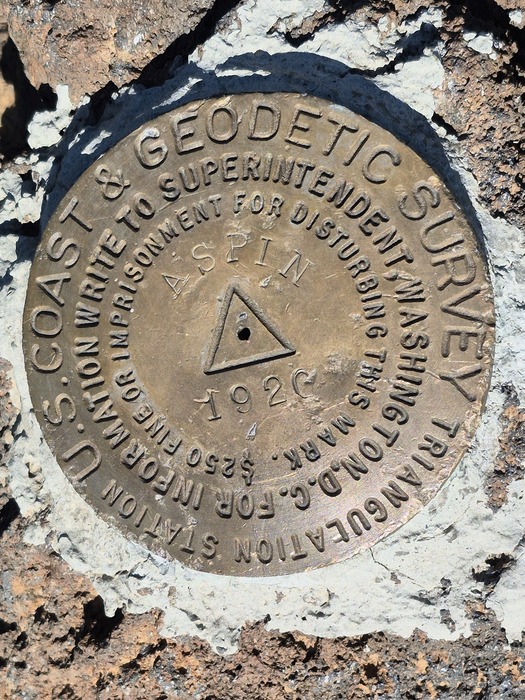 U.S. COAST & GEODETIC SURVEY
TRIANGULATION STATION
FOR INFORMATION WRITE TO SUPERINTENDENT, WASHINGTON, D.C.
$250 FINE OR IMPRISONMENT FOR DISTURBING THIS MARK.
ASPIN
1920